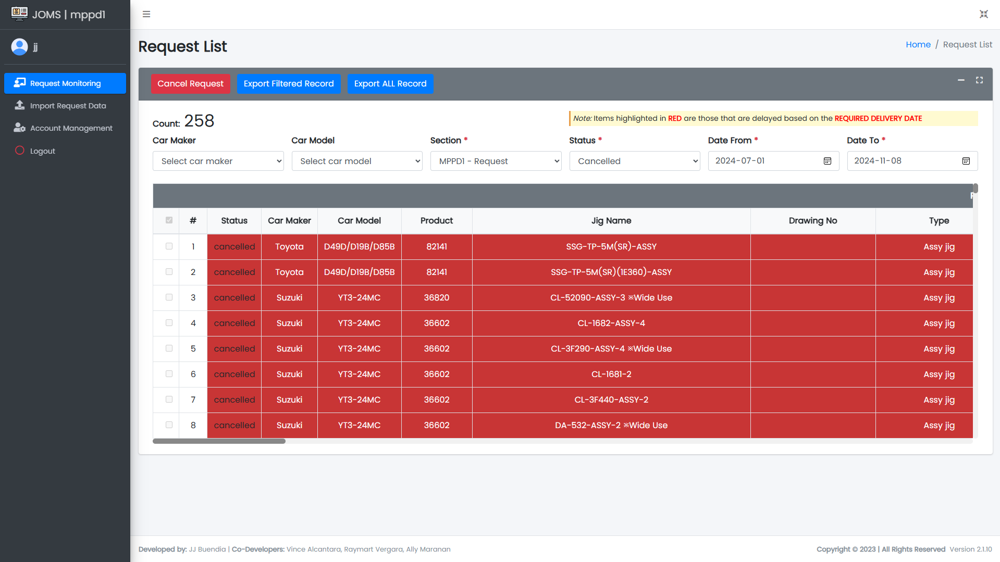 JOMS | mppd1
jj
Request Monitoring
Import Request Data
Account Management
Logout
Request List
Home / Request List
Cancel Request Export Filtered Record Export ALL Record
Count: 258
Note: Items highlighted in RED are those that are delayed based on the REQUIRED DELIVERY DATE
Car Maker Car Model Section * Status * Date From * Date To *
Select car maker Select car model MPPD1 - Request Cancelled 2024-07-01 2024-11-08
# Status Car Maker Car Model Product Jig Name Drawing No Type
1 cancelled Toyota D49D/D19B/D85B 82141 SSG-TP-5M(SR)-ASSY Assy jig
2 cancelled Toyota D49D/D19B/D85B 82141 SSG-TP-5M(SR)(1E360)-ASSY Assy jig
3 cancelled Suzuki YT3-24MC 36820 CL-52090-ASSY-3 ※Wide Use Assy jig
4 cancelled Suzuki YT3-24MC 36602 CL-1682-ASSY-4 Assy jig
5 cancelled Suzuki YT3-24MC 36602 CL-3F290-ASSY-4 ※Wide Use Assy jig
6 cancelled Suzuki YT3-24MC 36602 CL-1681-2 Assy jig
7 cancelled Suzuki YT3-24MC 36602 CL-3F440-ASSY-2 Assy jig
8 cancelled Suzuki YT3-24MC 36602 DA-532-ASSY-2 ※Wide Use Assy jig
Developed by: JJ Buendia | Co-Developers: Vince Alcantara, Raymart Vergara, Ally Maranan
Copyright © 2023 | All Rights Reserved Version 2.1.10